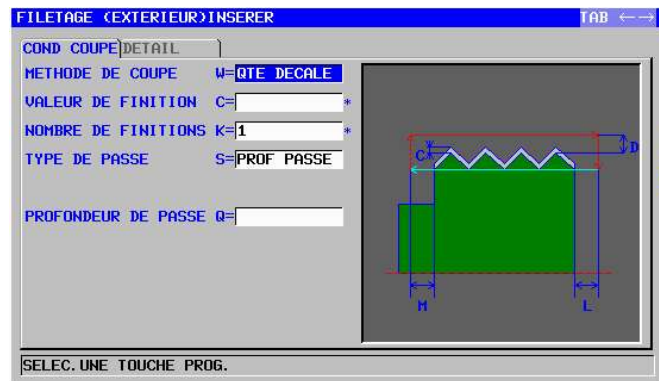 FILETAGE (EXTERIEUR)INSERER TAB ←→
COND COUPE DETAIL
METHODE DE COUPE W=QTE DECALE
VALEUR DE FINITION C= *
NOMBRE DE FINITIONS K=1 *
TYPE DE PASSE S=PROF PASSE
PROFONDEUR DE PASSE Q=
C
D
M
L
SELEC.UNE TOUCHE PROG.